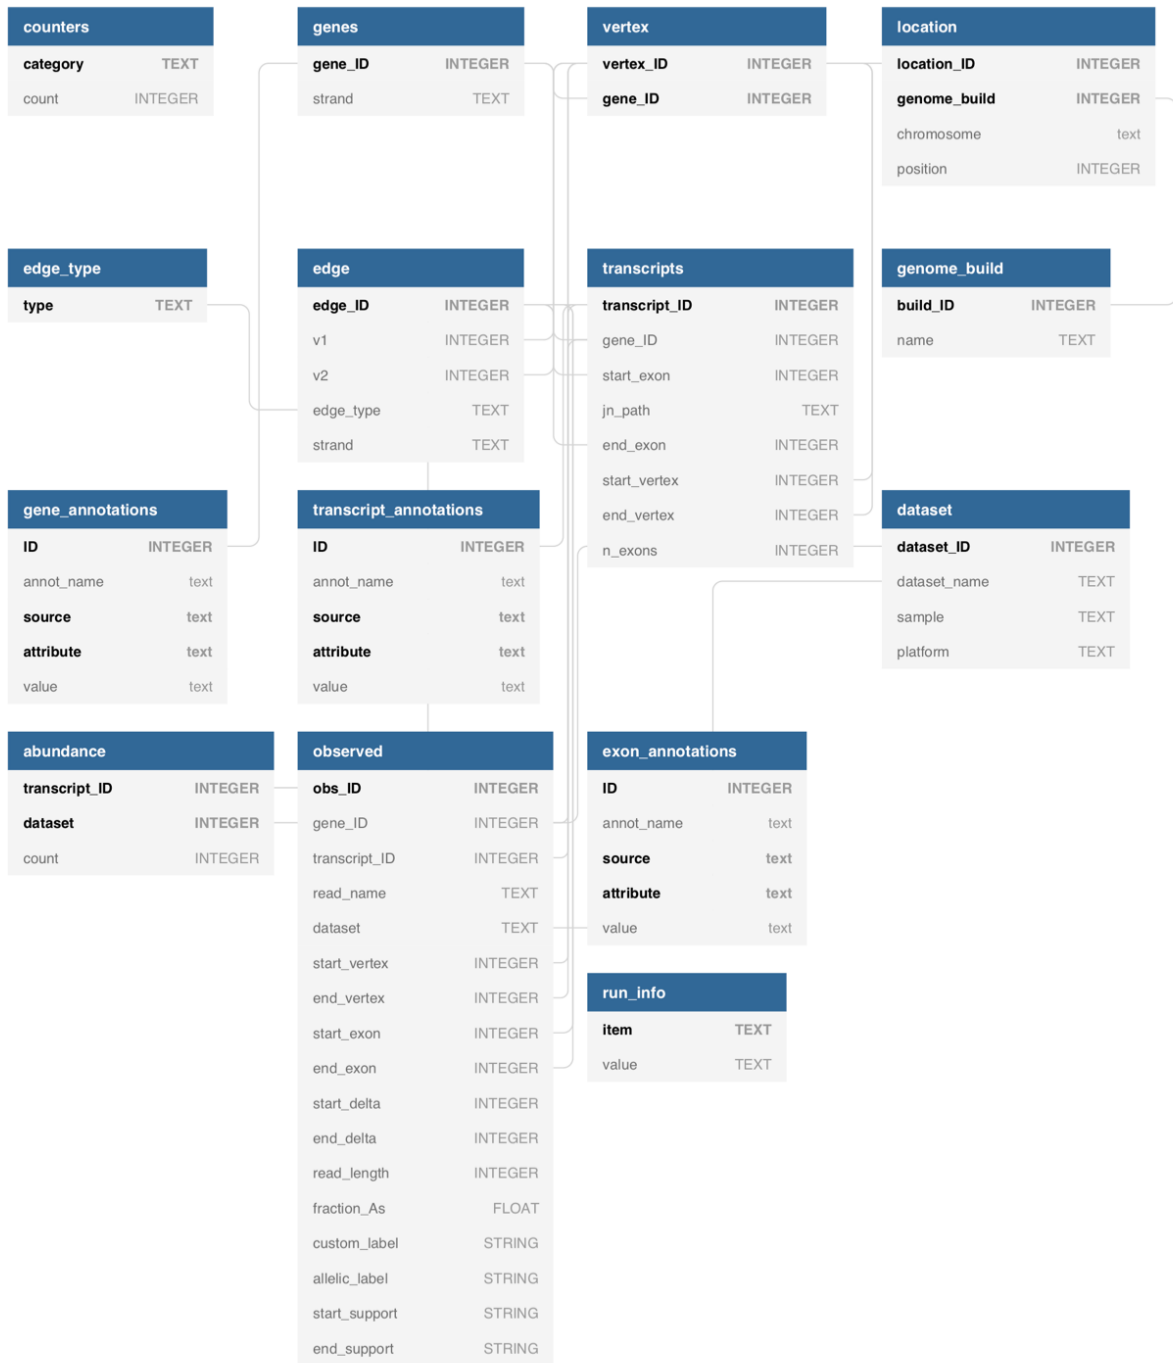 counters
category TEXT
count INTEGER
genes
gene_ID INTEGER
strand TEXT
vertex
vertex_ID INTEGER
gene_ID INTEGER
location
location_ID INTEGER
genome_build INTEGER
chromosome text
position INTEGER
edge_type
type TEXT
edge
edge_ID INTEGER
v1 INTEGER
v2 INTEGER
edge_type TEXT
strand TEXT
transcripts
transcript_ID INTEGER
gene_ID INTEGER
start_exon INTEGER
jn_path TEXT
end_exon INTEGER
start_vertex INTEGER
end_vertex INTEGER
n_exons INTEGER
genome_build
build_ID INTEGER
name TEXT
gene_annotations
ID INTEGER
annot_name text
source text
attribute text
value text
transcript_annotations
ID INTEGER
annot_name text
source text
attribute text
value text
dataset
dataset_ID INTEGER
dataset_name TEXT
sample TEXT
platform TEXT
abundance
transcript_ID INTEGER
dataset INTEGER
count INTEGER
observed
obs_ID INTEGER
gene_ID INTEGER
transcript_ID INTEGER
read_name TEXT
dataset TEXT
start_vertex INTEGER
end_vertex INTEGER
start_exon INTEGER
end_exon INTEGER
start_delta INTEGER
end_delta INTEGER
read_length INTEGER
fraction_As FLOAT
custom_label STRING
allelic_label STRING
start_support STRING
end_support STRING
exon_annotations
ID INTEGER
annot_name text
source text
attribute text
value text
run_info
item TEXT
value TEXT